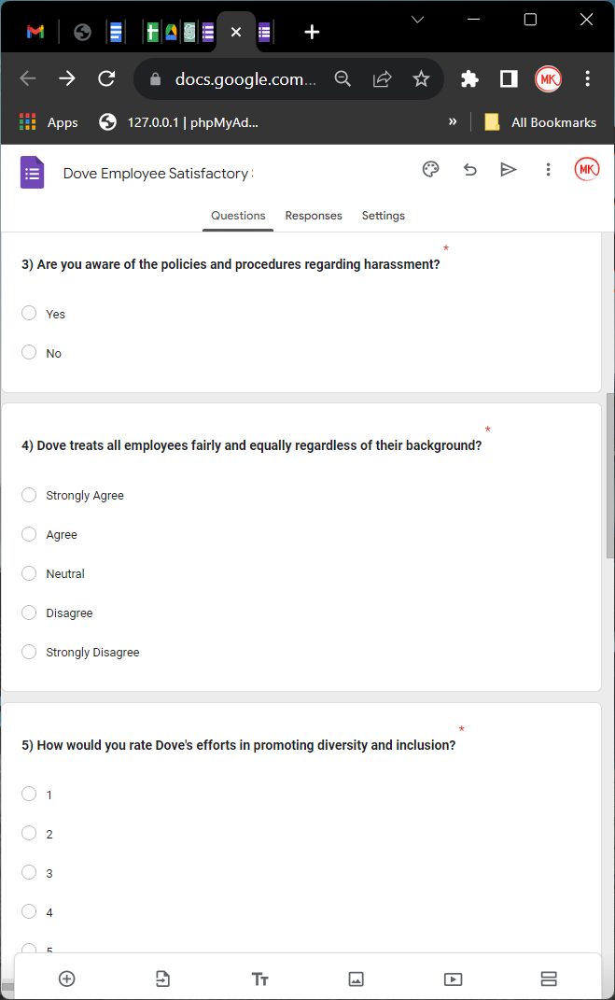 docs.google.com...
MK
Apps
127.0.0.1 | phpMyAd...
»
All Bookmarks
Dove Employee Satisfactory
MK
Questions
Responses
Settings
*
3) Are you aware of the policies and procedures regarding harassment?
Yes
No
*
4) Dove treats all employees fairly and equally regardless of their background?
Strongly Agree
Agree
Neutral
Disagree
Strongly Disagree
*
5) How would you rate Dove's efforts in promoting diversity and inclusion?
1
2
3
4
5
Tт